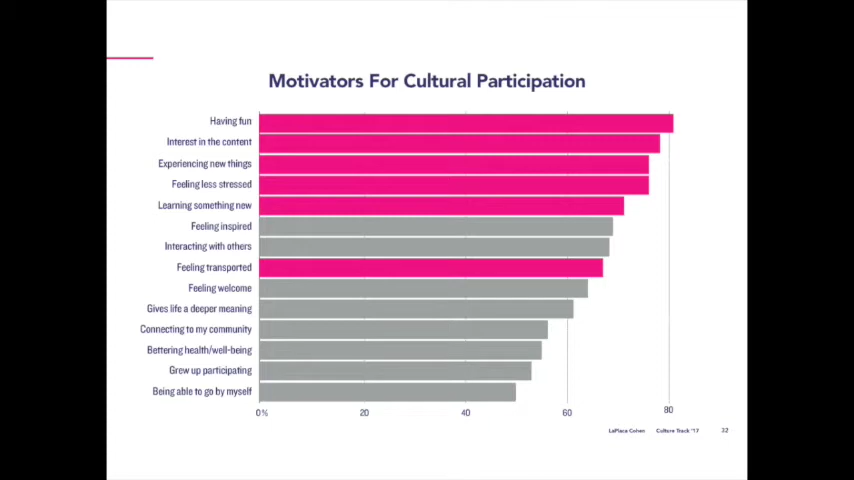 Motivators For Cultural Participation
Having fun
Interest in the content
Experiencing new things
Feeling less stressed
Learning something new
Feeling inspired
Interacting with others
Feeling transported
Feeling welcome
Gives life a deeper meaning
Connecting to my community
Bettering health/well-being
Grew up participating
Being able to go by myself
0% 20 40 60 80
LaPlaca Cohen Culture Track '17 32